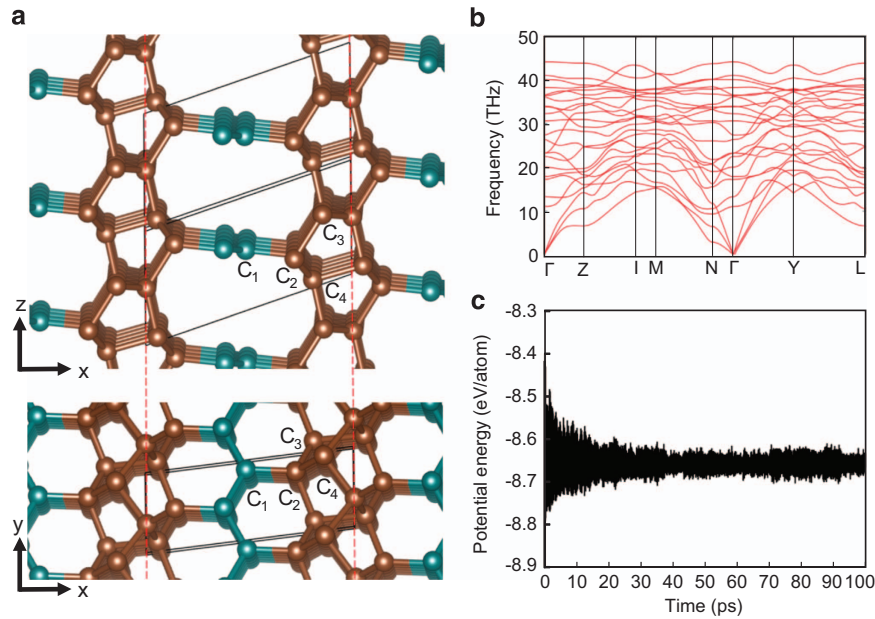 a
C₃
C₁
C₂
C₄
z
x
C₃
C₁
C₂
C₄
y
x
b
50
40
30
20
10
0
Frequency (THz)
Γ Z I M N Γ Y L
c
-8.3
-8.4
-8.5
-8.6
-8.7
-8.8
-8.9
Potential energy (eV/atom)
0 10 20 30 40 50 60 70 80 90 100
Time (ps)